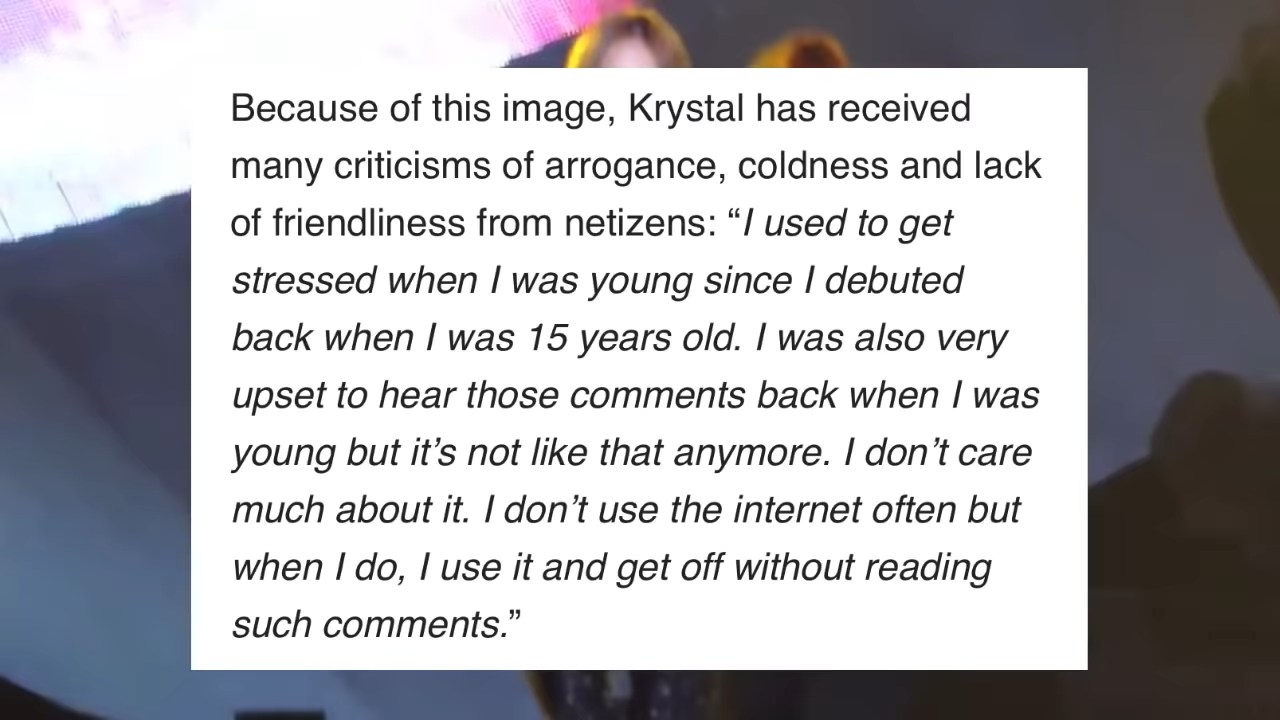 Because of this image, Krystal has received
many criticisms of arrogance, coldness and lack
of friendliness from netizens: “I used to get
stressed when I was young since I debuted
back when I was 15 years old. I was also very
upset to hear those comments back when I was
young but it’s not like that anymore. I don’t care
much about it. I don’t use the internet often but
when I do, I use it and get off without reading
such comments.”